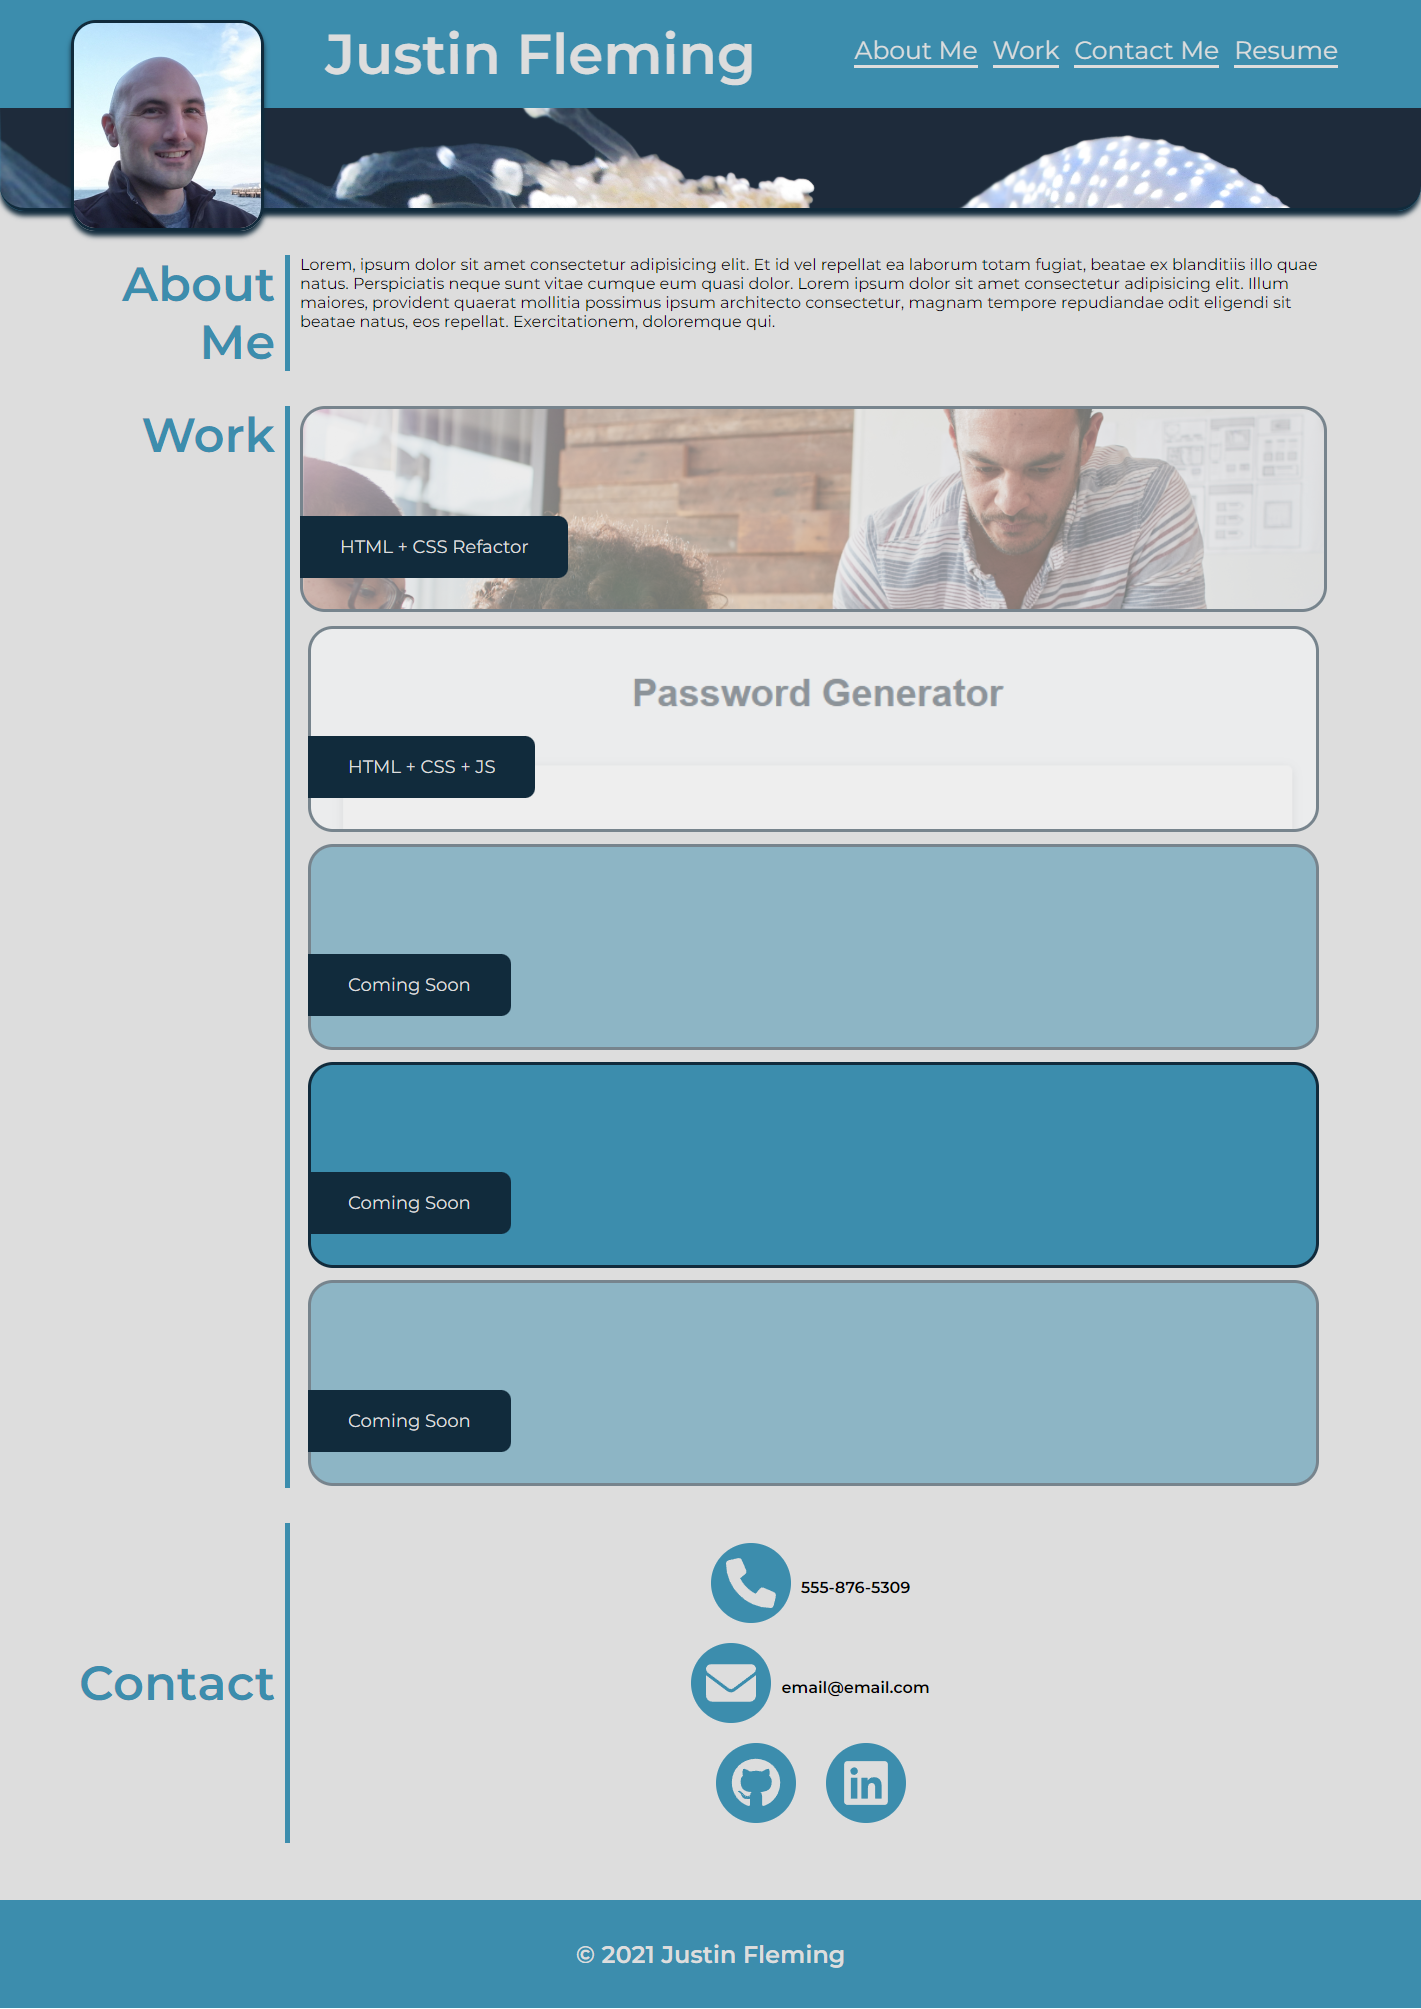 Justin Fleming
About Me Work Contact Me Resume
About
Me
Lorem, ipsum dolor sit amet consectetur adipisicing elit. Et id vel repellat ea laborum totam fugiat, beatae ex blanditiis illo quae
natus. Perspiciatis neque sunt vitae cumque eum quasi dolor. Lorem ipsum dolor sit amet consectetur adipisicing elit. Illum
maiores, provident quaerat mollitia possimus ipsum architecto consectetur, magnam tempore repudiandae odit eligendi sit
beatae natus, eos repellat. Exercitationem, doloremque qui.
Work
HTML + CSS Refactor
Password Generator
HTML + CSS + JS
Coming Soon
Coming Soon
Coming Soon
Contact
555-876-5309
email@email.com
in
© 2021 Justin Fleming